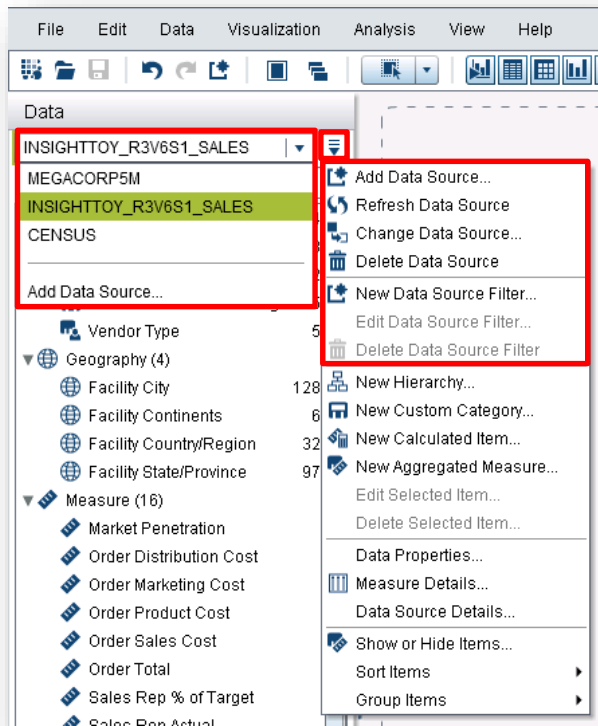 File Edit Data Visualization Analysis View Help
Data
INSIGHTTOY_R3V6S1_SALES
MEGACORP5M
INSIGHTTOY_R3V6S1_SALES
CENSUS
Add Data Source...
Vendor Type 5
Geography (4)
Facility City 128
Facility Continents 6
Facility Country/Region 32
Facility State/Province 97
Measure (16)
Market Penetration
Order Distribution Cost
Order Marketing Cost
Order Product Cost
Order Sales Cost
Order Total
Sales Rep % of Target
Sales Rep Actual
Add Data Source...
Refresh Data Source
Change Data Source...
Delete Data Source
New Data Source Filter...
Edit Data Source Filter...
Delete Data Source Filter
New Hierarchy...
New Custom Category...
New Calculated Item...
New Aggregated Measure...
Edit Selected Item...
Delete Selected Item...
Data Properties...
Measure Details...
Data Source Details...
Show or Hide Items...
Sort Items
Group Items